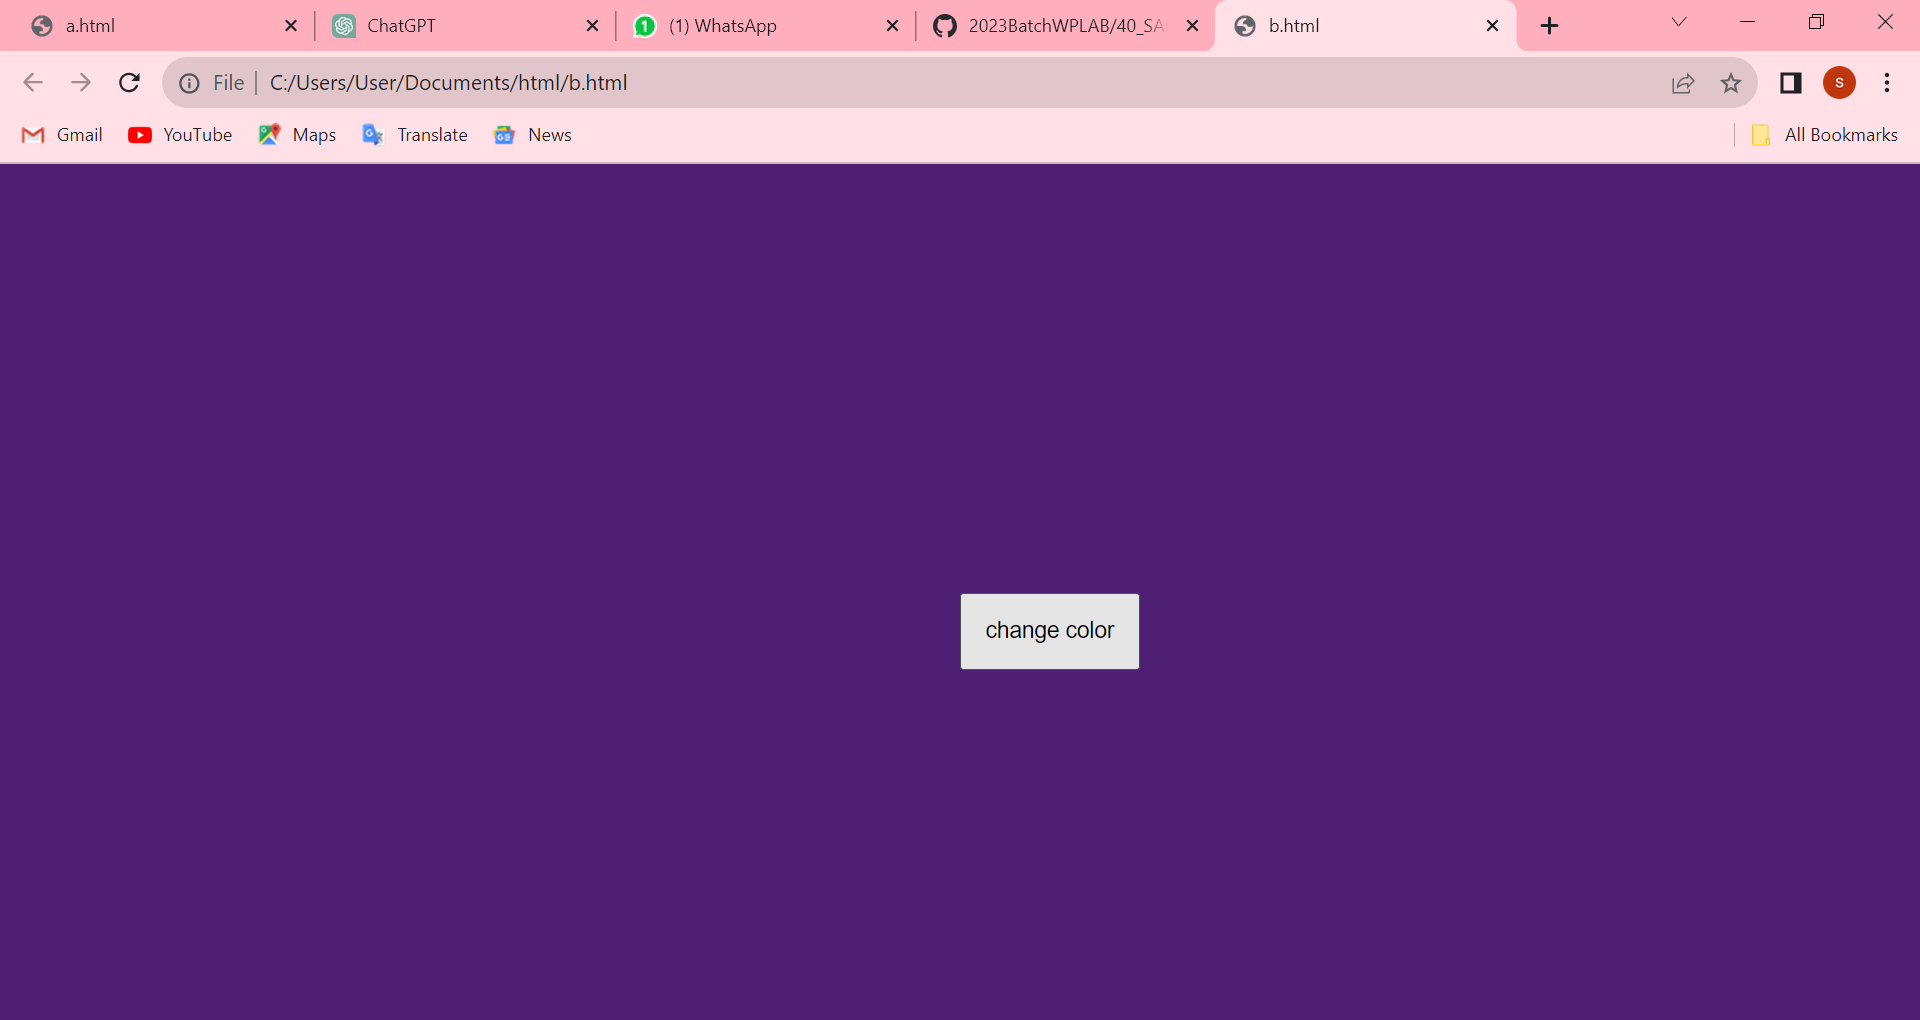 a.html
ChatGPT
1 (1) WhatsApp
2023BatchWPLAB/40_SA
b.html
File C:/Users/User/Documents/html/b.html
S
Gmail
YouTube
Maps
Translate
News
All Bookmarks
change color